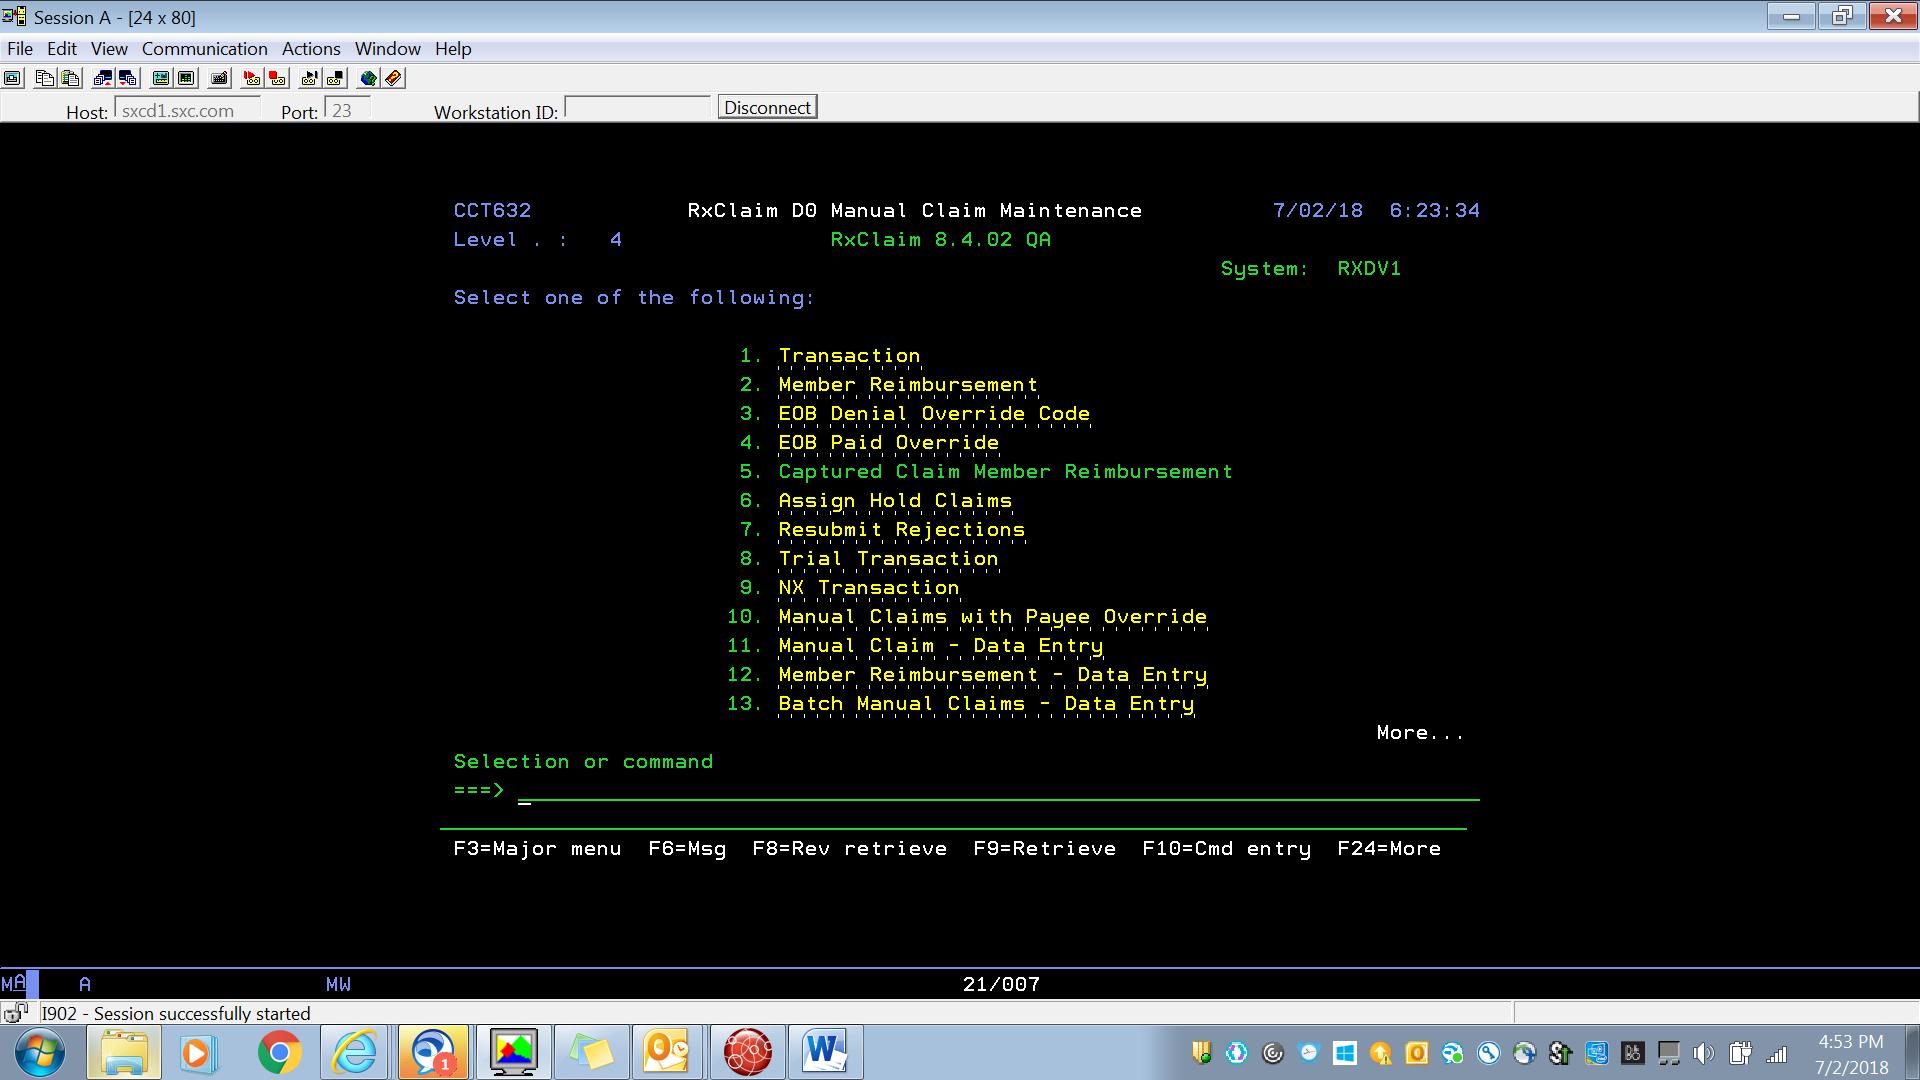 Session A - [24 x 80]
File Edit View Communication Actions Window Help
Host: sxcd1.sxc.com Port: 23 Workstation ID: Disconnect
CCT632 RxClaim D0 Manual Claim Maintenance 7/02/18 6:23:34
Level . : 4 RxClaim 8.4.02 QA
System: RXDV1
Select one of the following:
1. Transaction
2. Member Reimbursement
3. EOB Denial Override Code
4. EOB Paid Override
5. Captured Claim Member Reimbursement
6. Assign Hold Claims
7. Resubmit Rejections
8. Trial Transaction
9. NX Transaction
10. Manual Claims with Payee Override
11. Manual Claim - Data Entry
12. Member Reimbursement - Data Entry
13. Batch Manual Claims - Data Entry
More...
Selection or command
===>
F3=Major menu F6=Msg F8=Rev retrieve F9=Retrieve F10=Cmd entry F24=More
MA A MW 21/007
I902 - Session successfully started
1
4:53 PM
7/2/2018